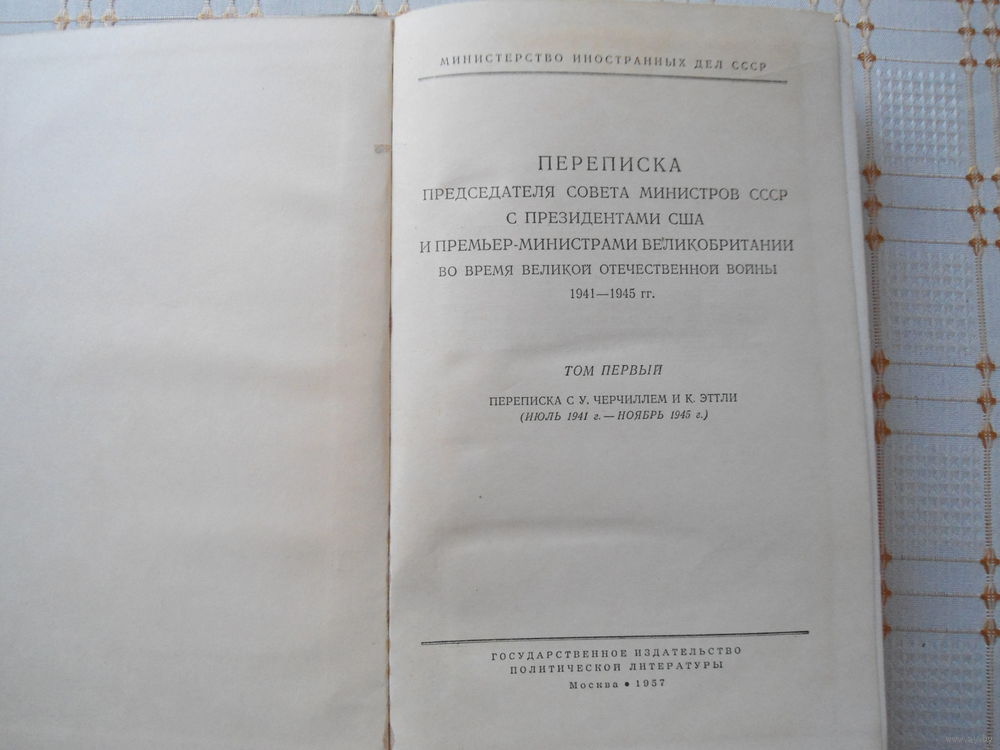 МИНИСТЕРСТВО ИНОСТРАННЫХ ДЕЛ СССР
ПЕРЕПИСКА
ПРЕДСЕДАТЕЛЯ СОВЕТА МИНИСТРОВ СССР
С ПРЕЗИДЕНТАМИ США
И ПРЕМЬЕР-МИНИСТРАМИ ВЕЛИКОБРИТАНИИ
ВО ВРЕМЯ ВЕЛИКОЙ ОТЕЧЕСТВЕННОЙ ВОЙНЫ
1941—1945 гг.
ТОМ ПЕРВЫЙ
ПЕРЕПИСКА С У. ЧЕРЧИЛЛЕМ И К. ЭТТЛИ
(ИЮЛЬ 1941 г. — НОЯБРЬ 1945 г.)
ГОСУДАРСТВЕННОЕ ИЗДАТЕЛЬСТВО
ПОЛИТИЧЕСКОЙ ЛИТЕРАТУРЫ
Москва • 1957